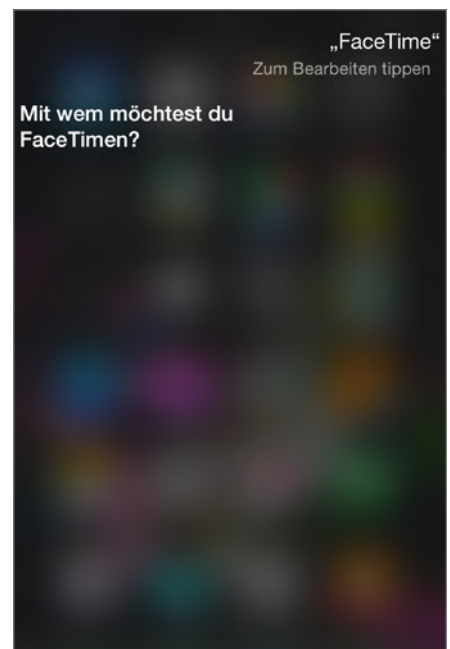 „FaceTime“
Zum Bearbeiten tippen
Mit wem möchtest du
FaceTimen?